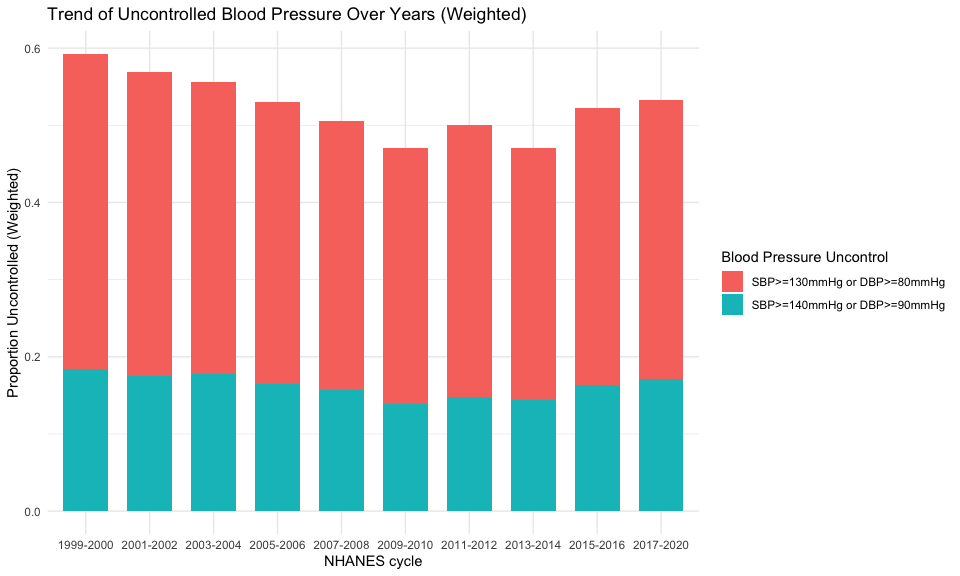 Trend of Uncontrolled Blood Pressure Over Years (Weighted)
Proportion Uncontrolled (Weighted)
0.6
0.4
0.2
0.0
1999-2000 2001-2002 2003-2004 2005-2006 2007-2008 2009-2010 2011-2012 2013-2014 2015-2016 2017-2020
NHANES cycle
Blood Pressure Uncontrol
SBP>=130mmHg or DBP>=80mmHg
SBP>=140mmHg or DBP>=90mmHg